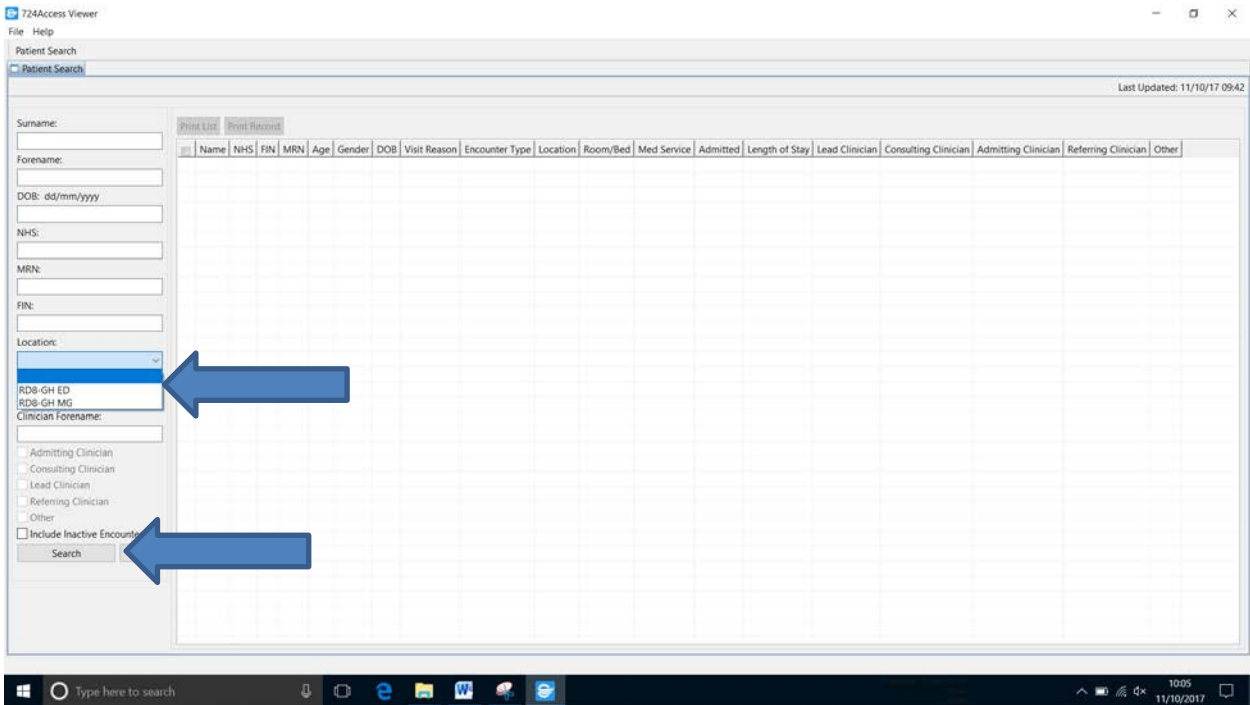 724Access Viewer
File Help
Patient Search
Patient Search
Last Updated: 11/10/17 09:42
Surname:
Print List Print Record
Name NHS FIN MRN Age Gender DOB Visit Reason Encounter Type Location Room/Bed Med Service Admitted Length of Stay Lead Clinician Consulting Clinician Admitting Clinician Referring Clinician Other
Forename:
DOB: dd/mm/yyyy
NHS:
MRN:
FIN:
Location:
RD8-GH ED
RD8-GH MG
Clinician Forename:
Admitting Clinician
Consulting Clinician
Lead Clinician
Referring Clinician
Other
Include Inactive Encounte
Search
Type here to search
10:05
11/10/2017